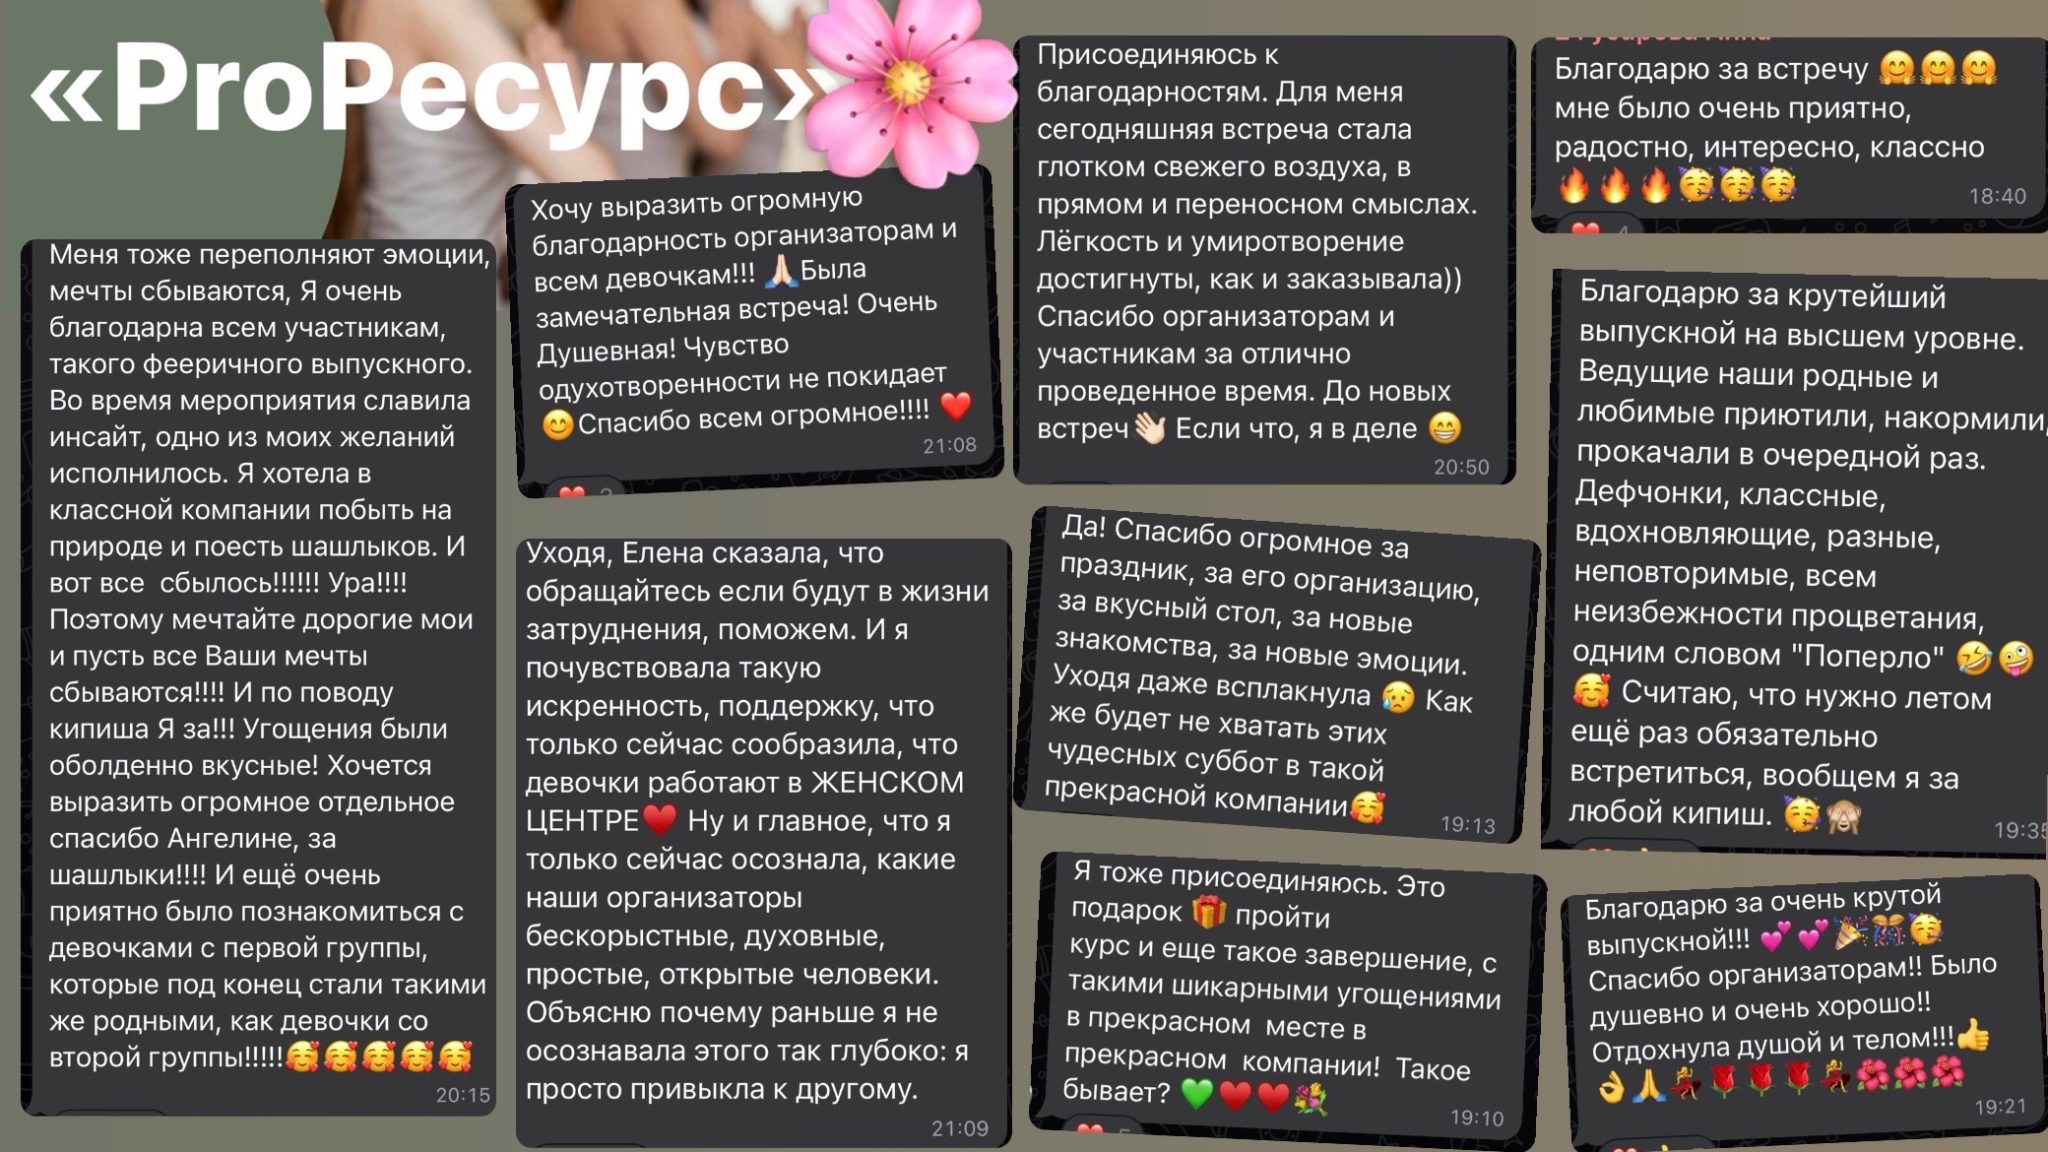 «ProРесурс»
Меня тоже переполняют эмоции,
мечты сбываются, Я очень
благодарна всем участникам,
такого фееричного выпускного.
Во время мероприятия славила
инсайт, одно из моих желаний
исполнилось. Я хотела в
классной компании побыть на
природе и поесть шашлыков. И
вот все  сбылось!!!!!! Ура!!!!
Поэтому мечтайте дорогие мои
и пусть все Ваши мечты
сбываются!!!! И по поводу
кипиша Я за!!! Угощения были
оболденно вкусные! Хочется
выразить огромное отдельное
спасибо Ангелине, за
шашлыки!!!! И ещё очень
приятно было познакомиться с
девочками с первой группы,
которые под конец стали такими
же родными, как девочки со
второй группы!!!!!🥰🥰🥰🥰🥰
20:15
Хочу выразить огромную
благодарность организаторам и
всем девочкам!!! 🙏🏻Была
замечательная встреча! Очень
Душевная! Чувство
одухотворенности не покидает
😊Спасибо всем огромное!!!! ❤️
21:08
Уходя, Елена сказала, что
обращайтесь если будут в жизни
затруднения, поможем. И я
почувствовала такую
искренность, поддержку, что
только сейчас сообразила, что
девочки работают в ЖЕНСКОМ
ЦЕНТРЕ♥️ Ну и главное, что я
только сейчас осознала, какие
наши организаторы
бескорыстные, духовные,
простые, открытые человеки.
Объясню почему раньше я не
осознавала этого так глубоко: я
просто привыкла к другому.
21:09
Присоединяюсь к
благодарностям. Для меня
сегодняшняя встреча стала
глотком свежего воздуха, в
прямом и переносном смыслах.
Лёгкость и умиротворение
достигнуты, как и заказывала))
Спасибо организаторам и
участникам за отлично
проведенное время. До новых
встреч👋🏻 Если что, я в деле 😁
20:50
Да! Спасибо огромное за
праздник, за его организацию,
за вкусный стол, за новые
знакомства, за новые эмоции.
Уходя даже всплакнула 😥 Как
же будет не хватать этих
чудесных суббот в такой
прекрасной компании🥰
19:13
Я тоже присоединяюсь. Это
подарок 🎁 пройти
курс и еще такое завершение, с
такими шикарными угощениями
в прекрасном  месте в
прекрасном  компании!  Такое
бывает? 💚❤️❤️💐
19:10
Благодарю за встречу 🤗🤗🤗
мне было очень приятно,
радостно, интересно, классно
🔥🔥🔥🥳🥳🥳
18:40
Благодарю за крутейший
выпускной на высшем уровне.
Ведущие наши родные и
любимые приютили, накормили,
прокачали в очередной раз.
Дефчонки, классные,
вдохновляющие, разные,
неповторимые, всем
неизбежности процветания,
одним словом "Поперло" 🤣🤪
🥰 Считаю, что нужно летом
ещё раз обязательно
встретиться, вообщем я за
любой кипиш. 🥳🙈
19:35
Благодарю за очень крутой
выпускной!!! 💕💕🎉🎊🥳
Спасибо организаторам!! Было
душевно и очень хорошо!!
Отдохнула душой и телом!!!👍
👌🙏💃🌹🌹🌹💃🌺🌺🌺
19:21